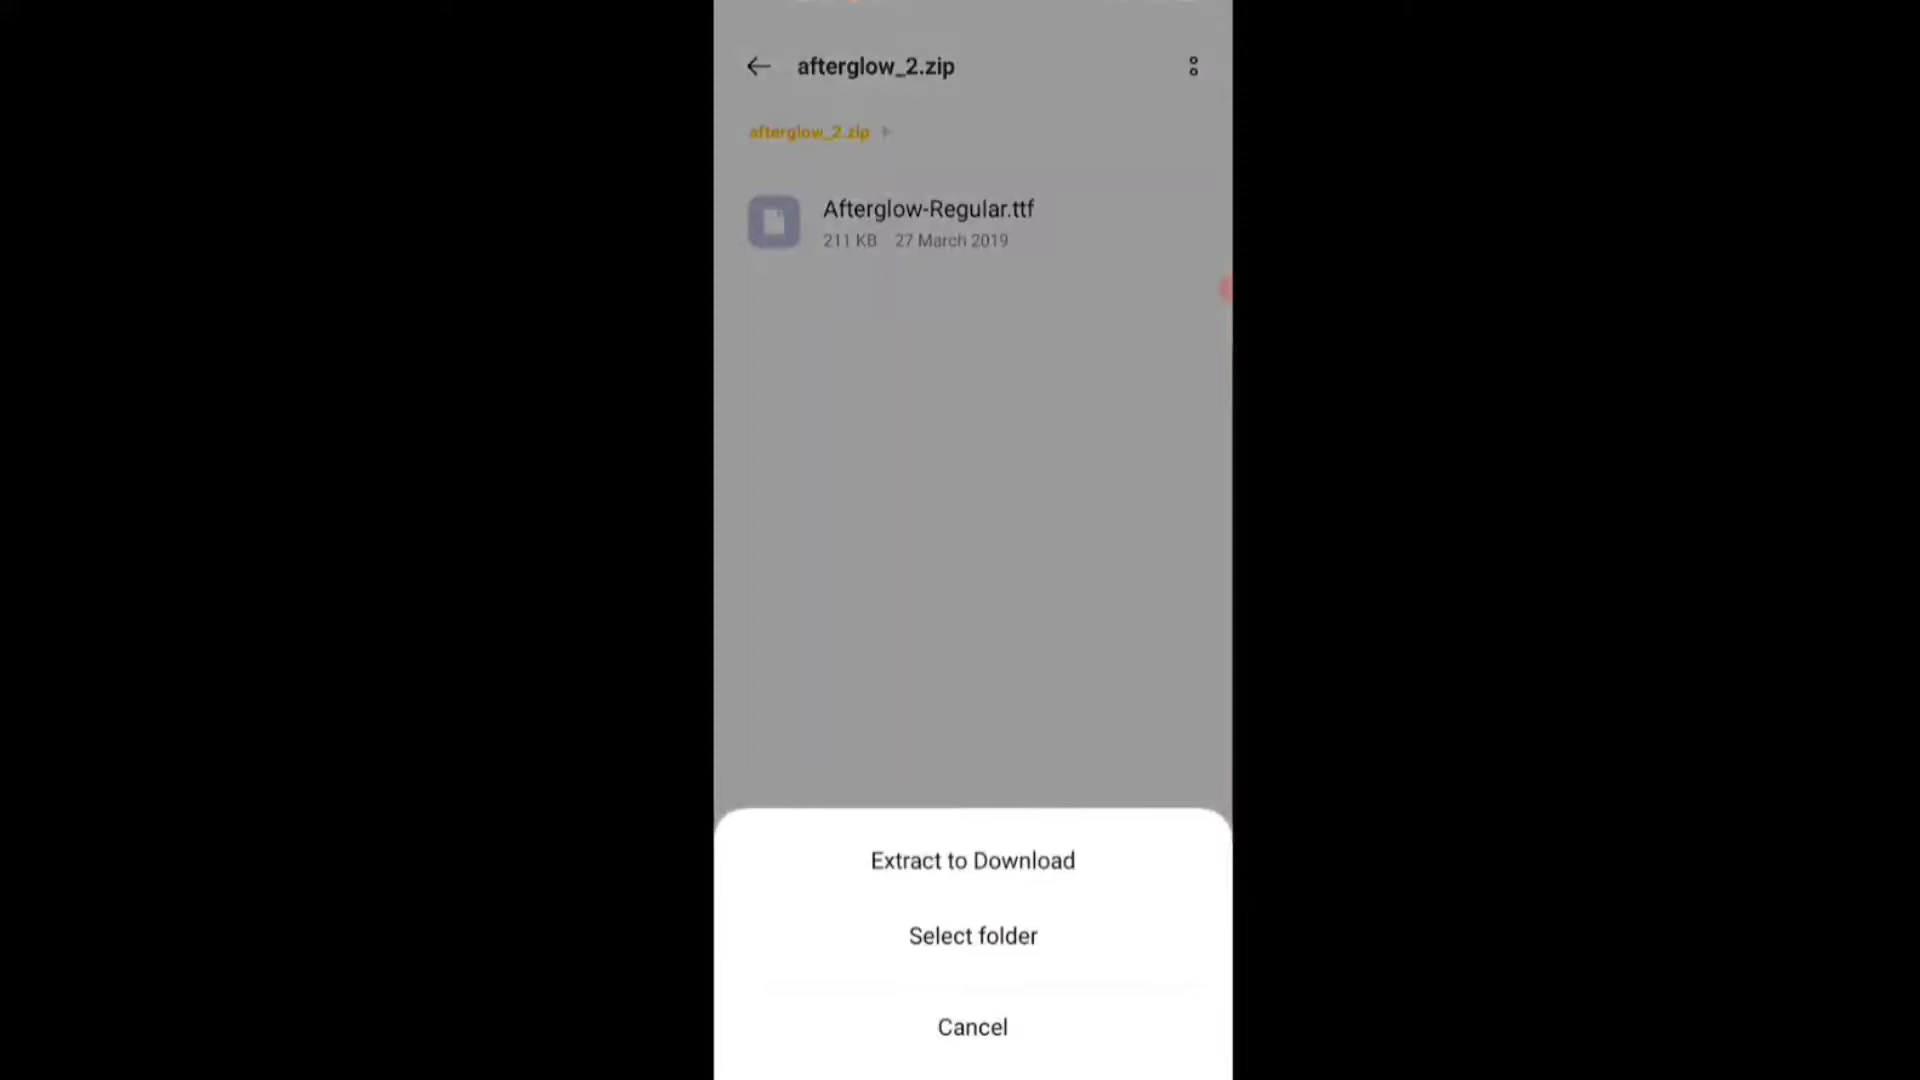 afterglow_2.zip
afterglow_2.zip
Afterglow-Regular.ttf
211 KB 27 March 2019
Extract to Download
Select folder
Cancel